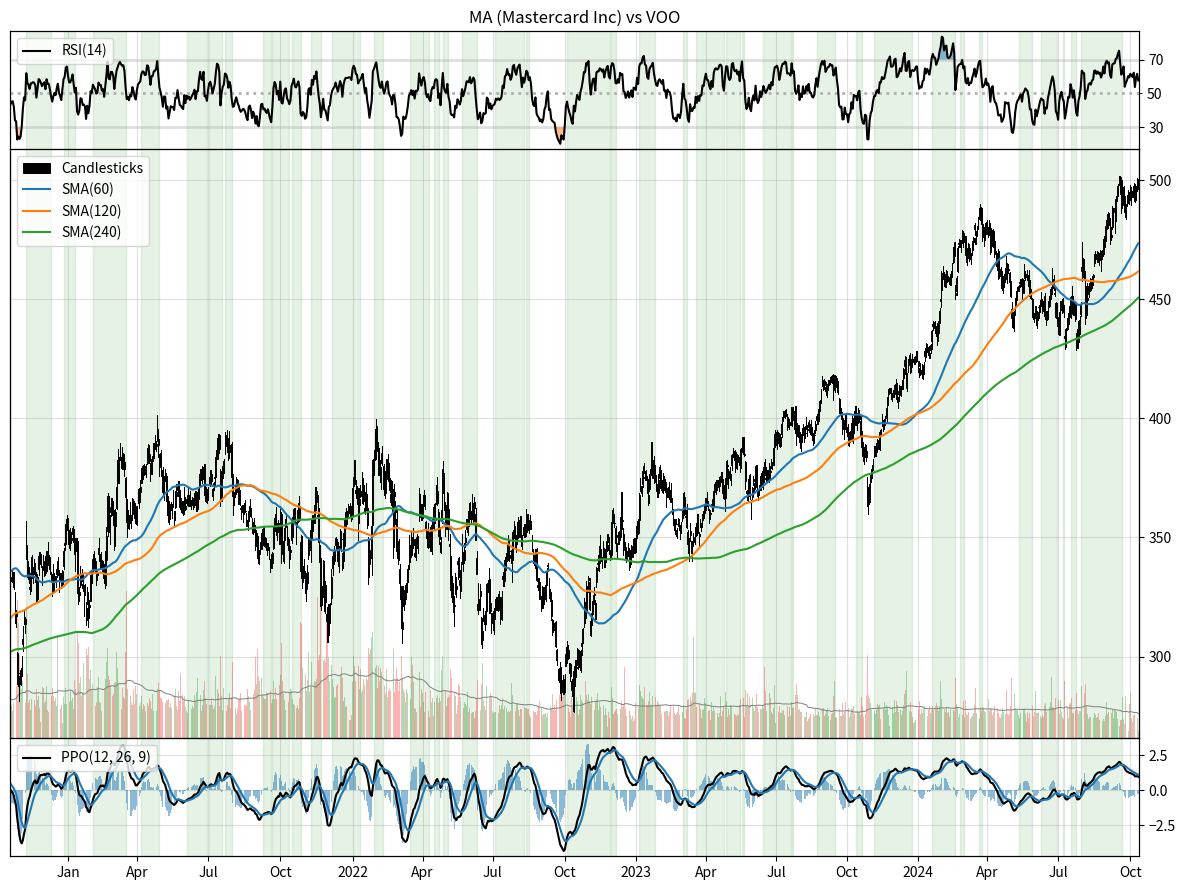 MA (Mastercard Inc) vs VOO
RSI(14)
70
50
30
Candlesticks
SMA(60)
SMA(120)
SMA(240)
500
450
400
350
300
PPO(12, 26, 9)
2.5
0.0
−2.5
Jan Apr Jul Oct 2022 Apr Jul Oct 2023 Apr Jul Oct 2024 Apr Jul Oct